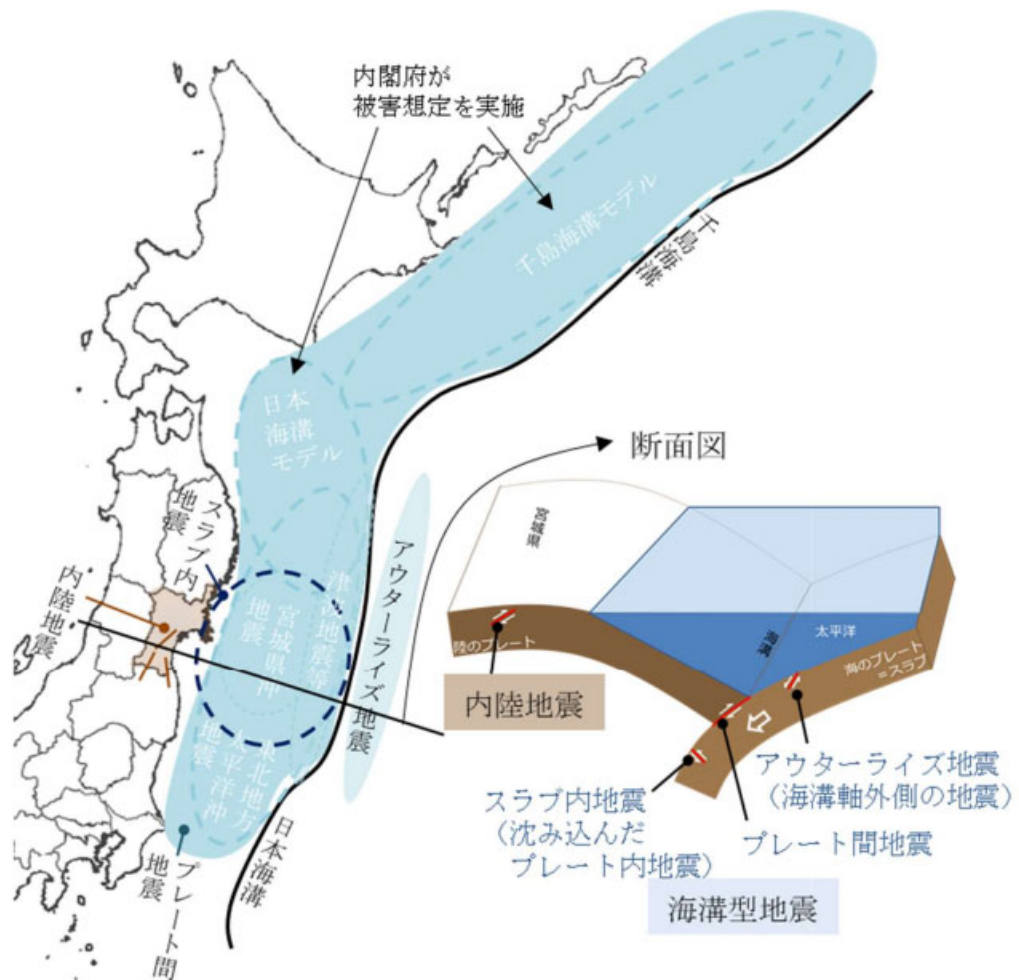 内閣府が
被害想定を実施
千島海溝モデル
千島海溝
日本
海溝
モデル
断面図
スラブ内
地震
内陸地震
アウターライズ地震
津波地震等
宮城県沖
地震
東北地方
太平洋沖
地震
日本海溝
プレート間
地震
宮城県
太平洋
海溝
陸のプレート
海のプレート
=スラブ
内陸地震
アウターライズ地震
(海溝軸外側の地震)
スラブ内地震
(沈み込んだ
プレート内地震)
プレート間地震
海溝型地震